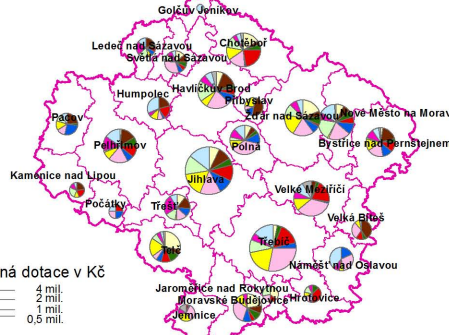 Golčův Jeníkov
Ledeč nad Sázavou
Chotěboř
Světlá nad Sázavou
Havlíčkův Brod
Humpolec
Přibyslav
Pacov
Žďár nad Sázavou
Nové Město na Morav
Pelhřimov
Polná
Bystřice nad Pernštejnem
Kamenice nad Lipou
Jihlava
Velké Meziříčí
Počátky
Třešť
Velká Bíteš
Telč
Třebíč
Náměšť nad Oslavou
ná dotace v Kč
4 mil.
2 mil.
1 mil.
0,5 mil.
Jaroměřice nad Rokytnou
Moravské Budějovice
Hrotovice
Jemnice